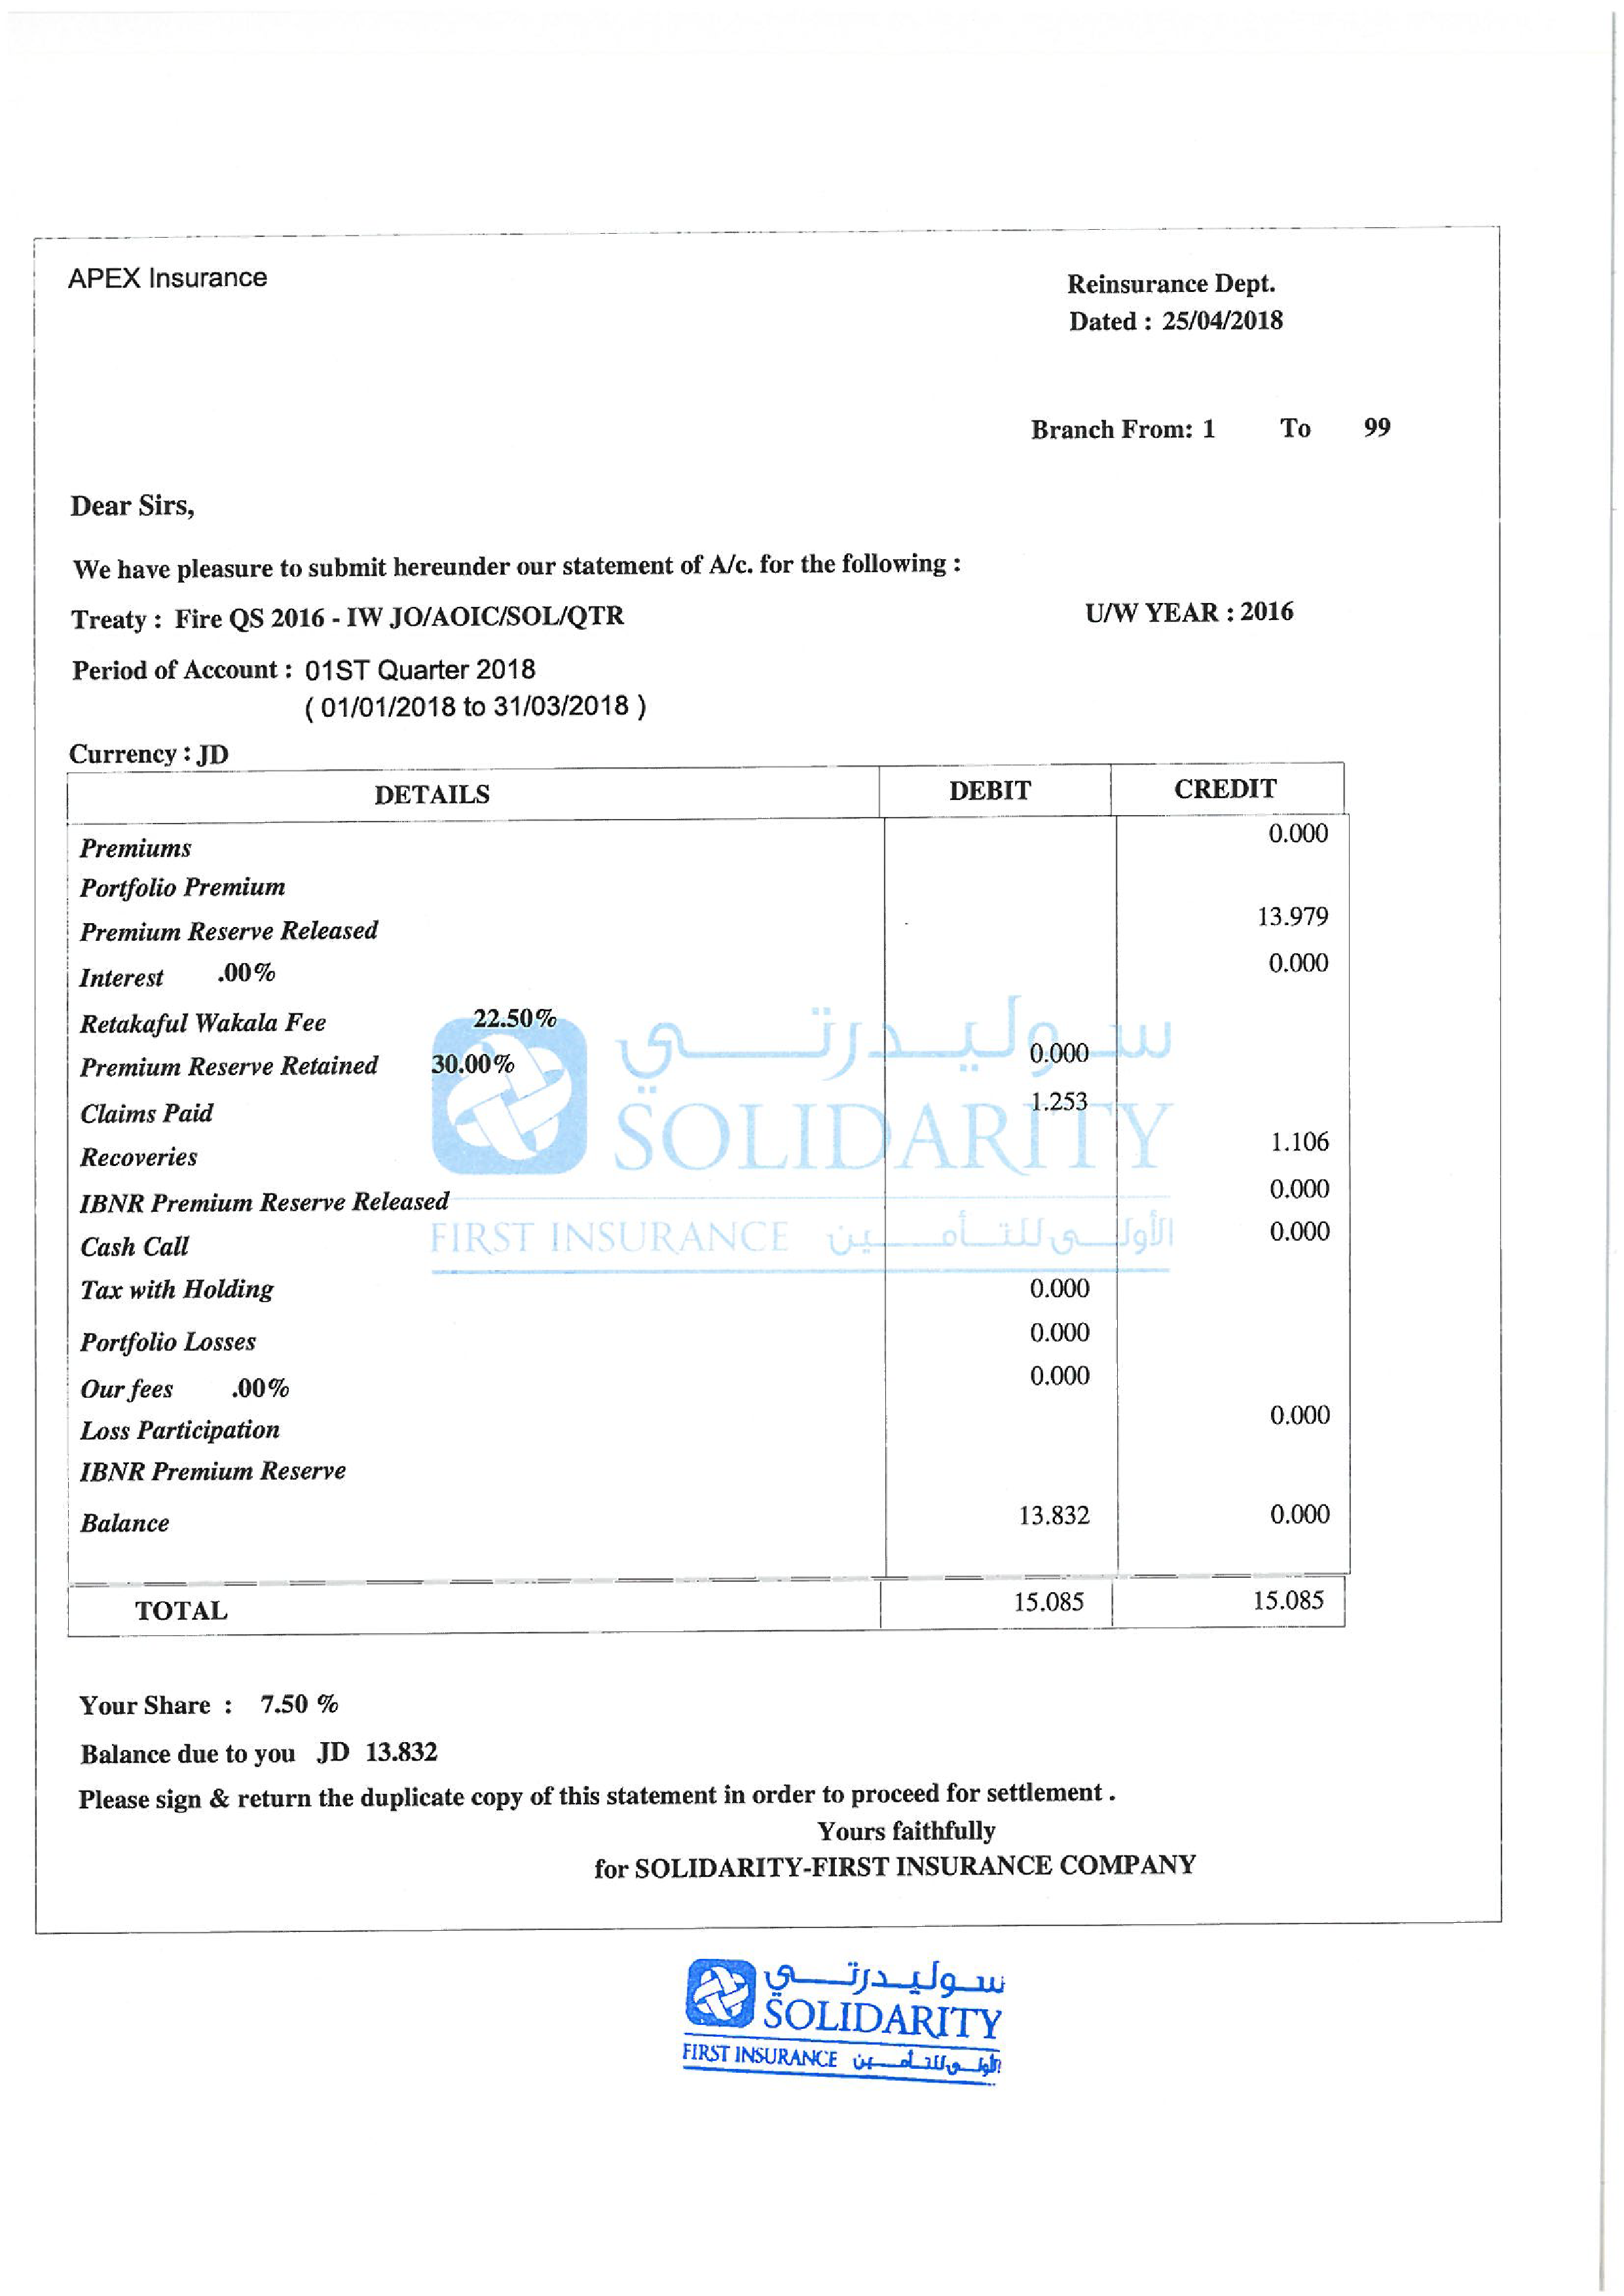 APEX Insurance
Reinsurance Dept.
Dated : 25/04/2018
Branch From: 1 To 99
Dear Sirs,
We have pleasure to submit hereunder our statement of A/c. for the following :
Treaty : Fire QS 2016 - IW JO/AOIC/SOL/QTR U/W YEAR : 2016
Period of Account : 01ST Quarter 2018
( 01/01/2018 to 31/03/2018 )
Currency : JD
DETAILS DEBIT CREDIT
Premiums 0.000
Portfolio Premium
Premium Reserve Released 13.979
Interest .00% 0.000
Retakaful Wakala Fee 22.50%
Premium Reserve Retained 30.00% 0.000
Claims Paid 1.253
Recoveries 1.106
IBNR Premium Reserve Released 0.000
Cash Call 0.000
Tax with Holding 0.000
Portfolio Losses 0.000
Our fees .00% 0.000
Loss Participation 0.000
IBNR Premium Reserve
Balance 13.832 0.000
TOTAL 15.085 15.085
سوليدرتي
SOLIDARITY
FIRST INSURANCE الأولى للتأمين
Your Share : 7.50 %
Balance due to you JD 13.832
Please sign & return the duplicate copy of this statement in order to proceed for settlement .
Yours faithfully
for SOLIDARITY-FIRST INSURANCE COMPANY
سوليدرتي
SOLIDARITY
FIRST INSURANCE الأولى للتأمين